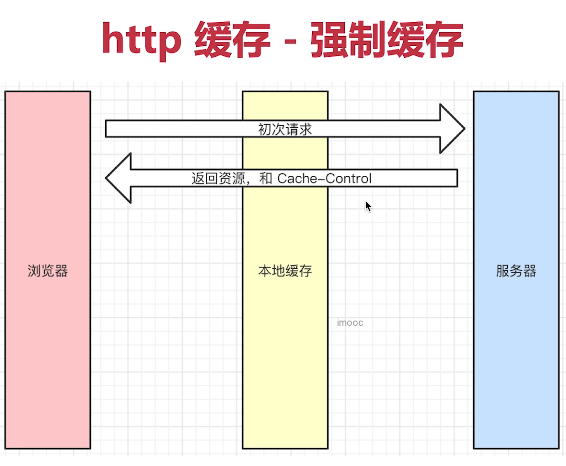 http 缓存 - 强制缓存
初次请求
返回资源，和 Cache-Control
浏览器
本地缓存
服务器
imooc